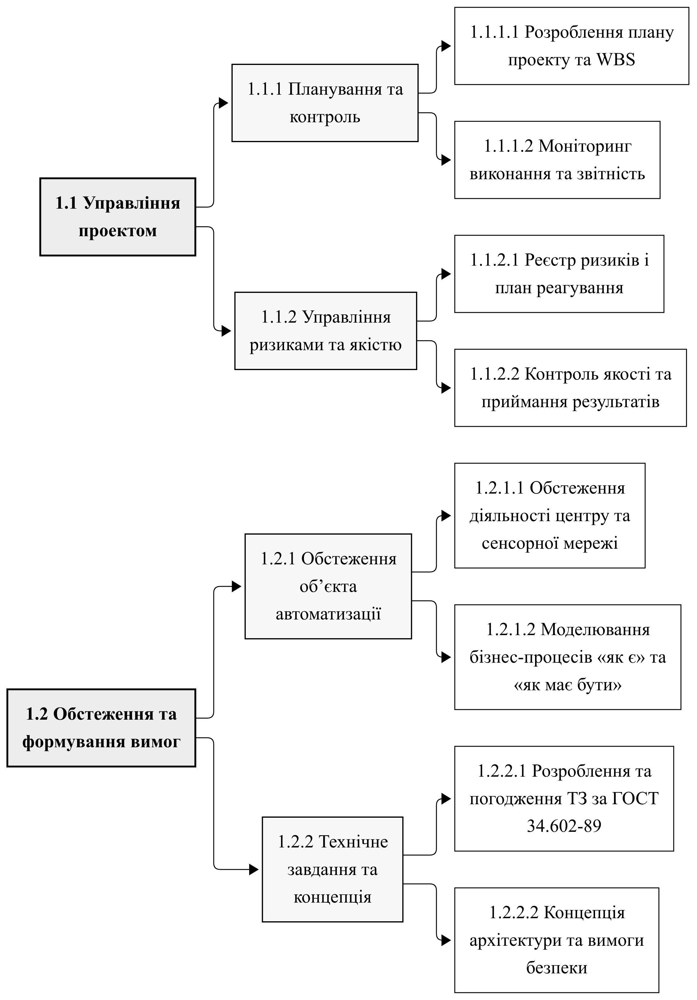 1.1 Управління
проектом
1.1.1 Планування та
контроль
1.1.1.1 Розроблення плану
проекту та WBS
1.1.1.2 Моніторинг
виконання та звітність
1.1.2 Управління
ризиками та якістю
1.1.2.1 Реєстр ризиків і
план реагування
1.1.2.2 Контроль якості та
приймання результатів
1.2 Обстеження та
формування вимог
1.2.1 Обстеження
об’єкта
автоматизації
1.2.1.1 Обстеження
діяльності центру та
сенсорної мережі
1.2.1.2 Моделювання
бізнес-процесів «як є» та
«як має бути»
1.2.2 Технічне
завдання та
концепція
1.2.2.1 Розроблення та
погодження ТЗ за ГОСТ
34.602-89
1.2.2.2 Концепція
архітектури та вимоги
безпеки